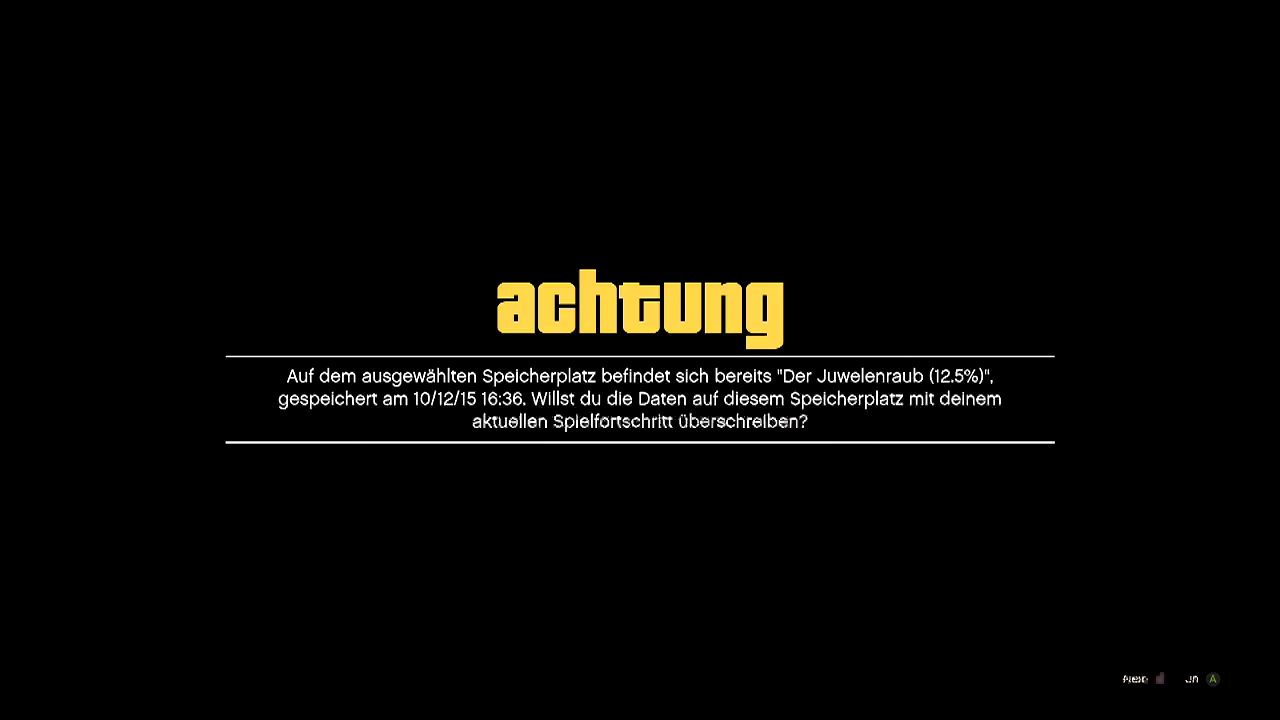 achtung
Auf dem ausgewählten Speicherplatz befindet sich bereits "Der Juwelenraub (12.5%)",
gespeichert am 10/12/15 16:36. Willst du die Daten auf diesem Speicherplatz mit deinem
aktuellen Spielfortschritt überschreiben?
A